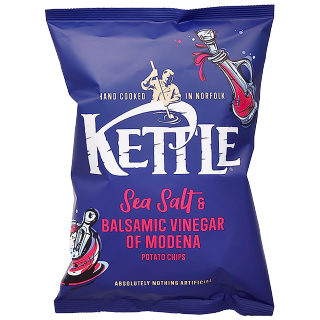 HAND COOKED IN NORFOLK
KETTLE
Sea Salt &
BALSAMIC VINEGAR
OF MODENA
POTATO CHIPS
ABSOLUTELY NOTHING ARTIFICIAL